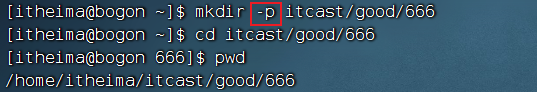 [itheima@bogon ~]$ mkdir -p itcast/good/666
[itheima@bogon ~]$ cd itcast/good/666
[itheima@bogon 666]$ pwd
/home/itheima/itcast/good/666